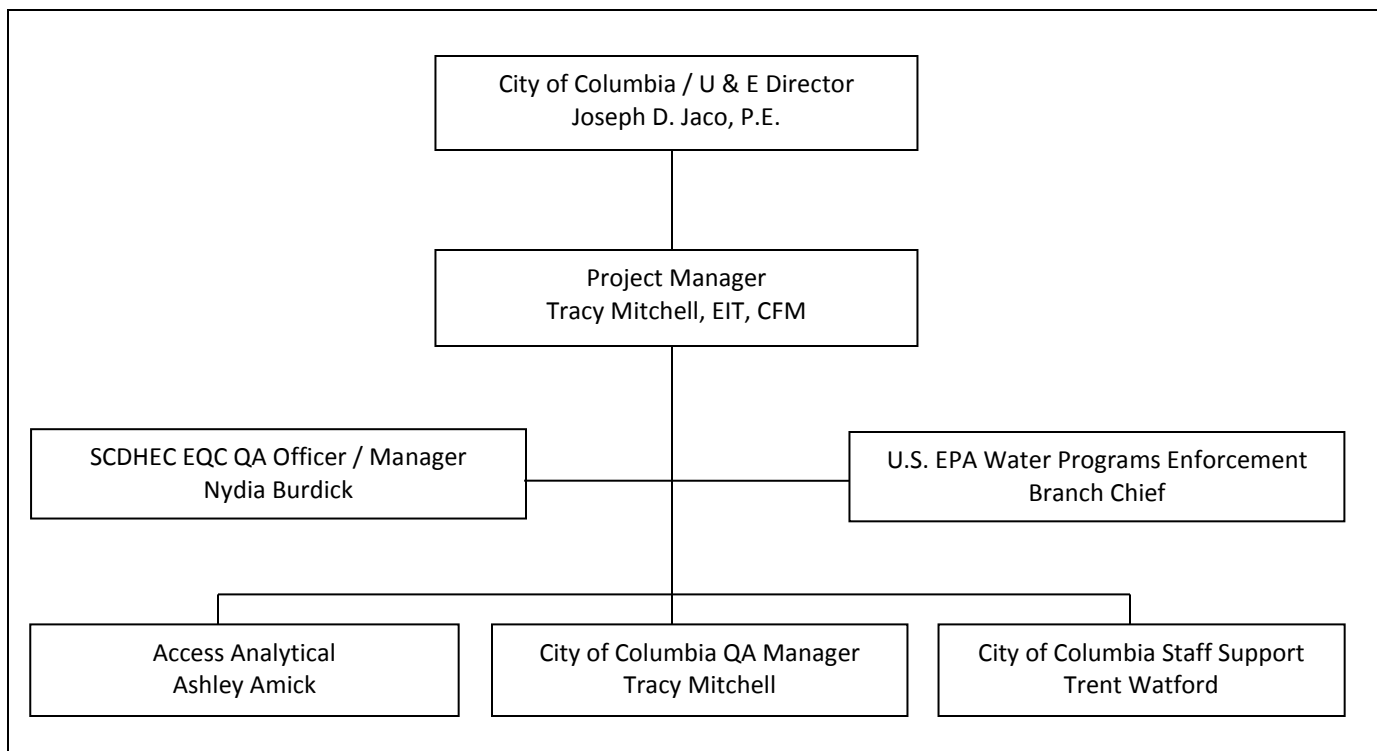 City of Columbia / U & E Director
Joseph D. Jaco, P.E.
Project Manager
Tracy Mitchell, EIT, CFM
SCDHEC EQC QA Officer / Manager
Nydia Burdick
U.S. EPA Water Programs Enforcement
Branch Chief
Access Analytical
Ashley Amick
City of Columbia QA Manager
Tracy Mitchell
City of Columbia Staff Support
Trent Watford